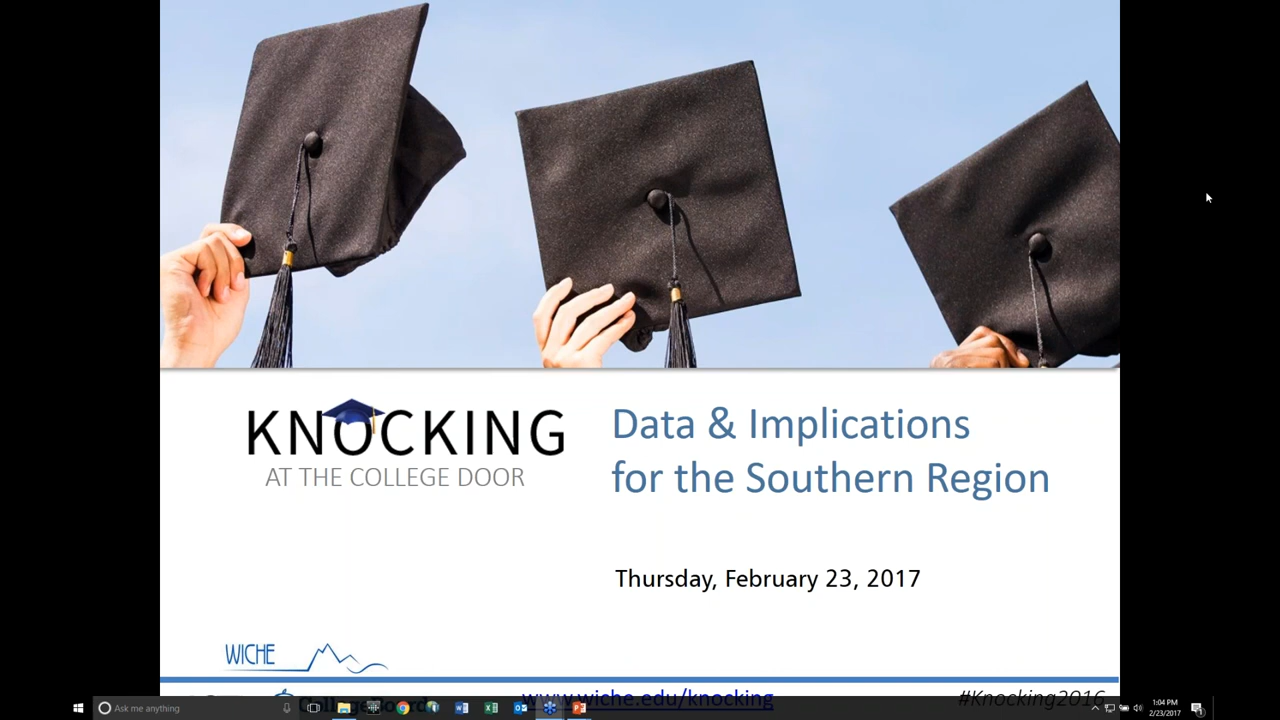 KNOCKING
AT THE COLLEGE DOOR
Data & Implications
for the Southern Region
Thursday, February 23, 2017
WICHE
www.wiche.edu/knocking
#Knocking2016
Ask me anything
1:04 PM
2/23/2017